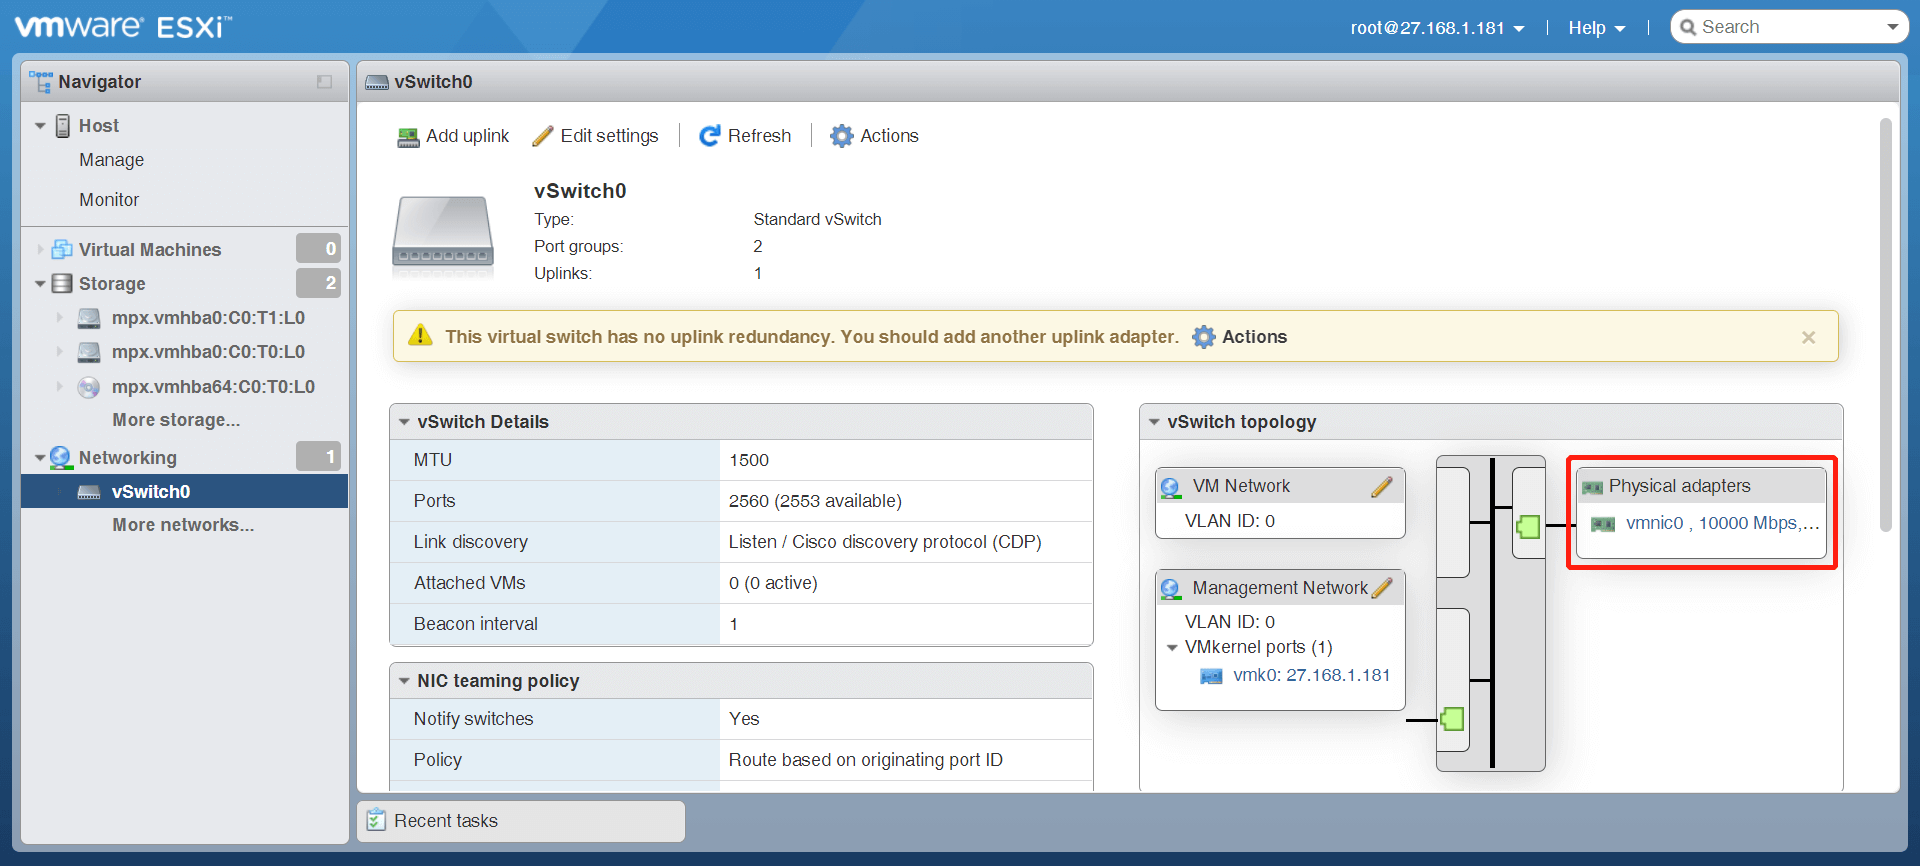 vmware ESXi™
root@27.168.1.181
Help
Search
Navigator
Host
Manage
Monitor
Virtual Machines 0
Storage 2
mpx.vmhba0:C0:T1:L0
mpx.vmhba0:C0:T0:L0
mpx.vmhba64:C0:T0:L0
More storage...
Networking 1
vSwitch0
More networks...
vSwitch0
Add uplink
Edit settings
Refresh
Actions
vSwitch0
Type: Standard vSwitch
Port groups: 2
Uplinks: 1
This virtual switch has no uplink redundancy. You should add another uplink adapter. Actions
vSwitch Details
MTU 1500
Ports 2560 (2553 available)
Link discovery Listen / Cisco discovery protocol (CDP)
Attached VMs 0 (0 active)
Beacon interval 1
NIC teaming policy
Notify switches Yes
Policy Route based on originating port ID
vSwitch topology
VM Network
VLAN ID: 0
Management Network
VLAN ID: 0
VMkernel ports (1)
vmk0: 27.168.1.181
Physical adapters
vmnic0 , 10000 Mbps,...
Recent tasks